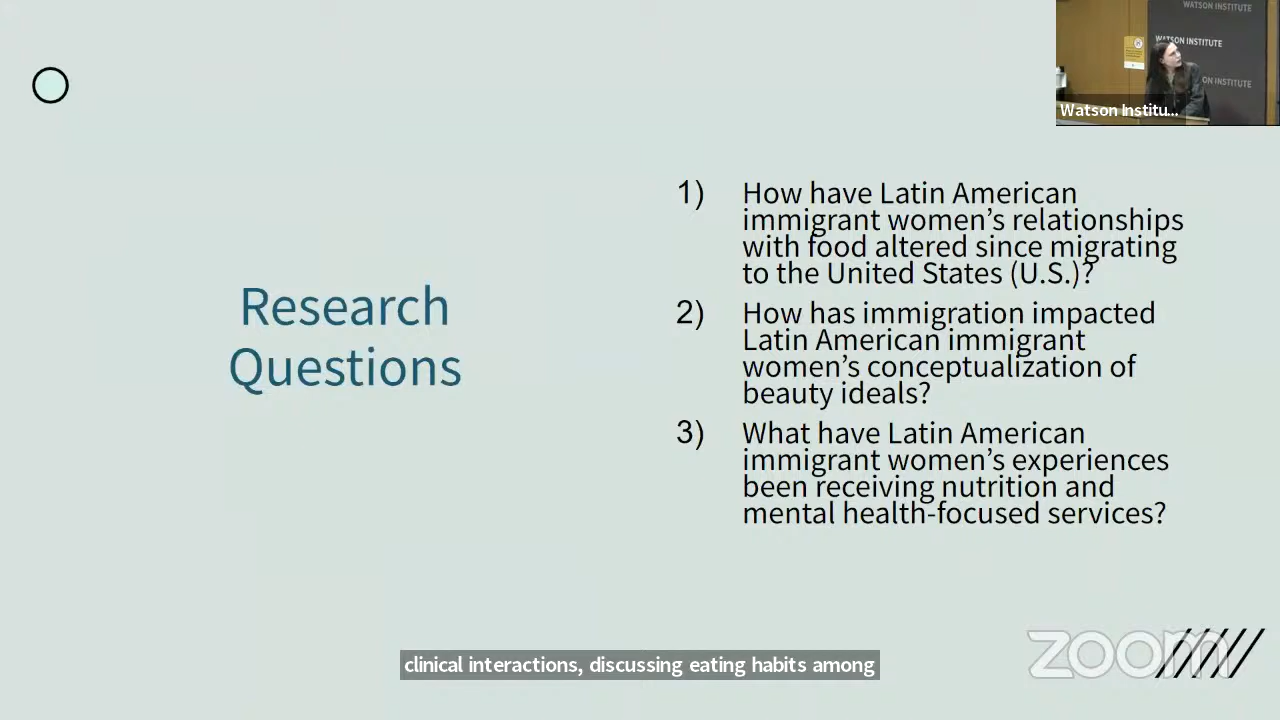 WATSON INSTITUTE
WATSON INSTITUTE
ON INSTITUTE
Watson Institu...
Research
Questions
1) How have Latin American
immigrant women’s relationships
with food altered since migrating
to the United States (U.S.)?
2) How has immigration impacted
Latin American immigrant
women’s conceptualization of
beauty ideals?
3) What have Latin American
immigrant women’s experiences
been receiving nutrition and
mental health-focused services?
clinical interactions, discussing eating habits among
zoom